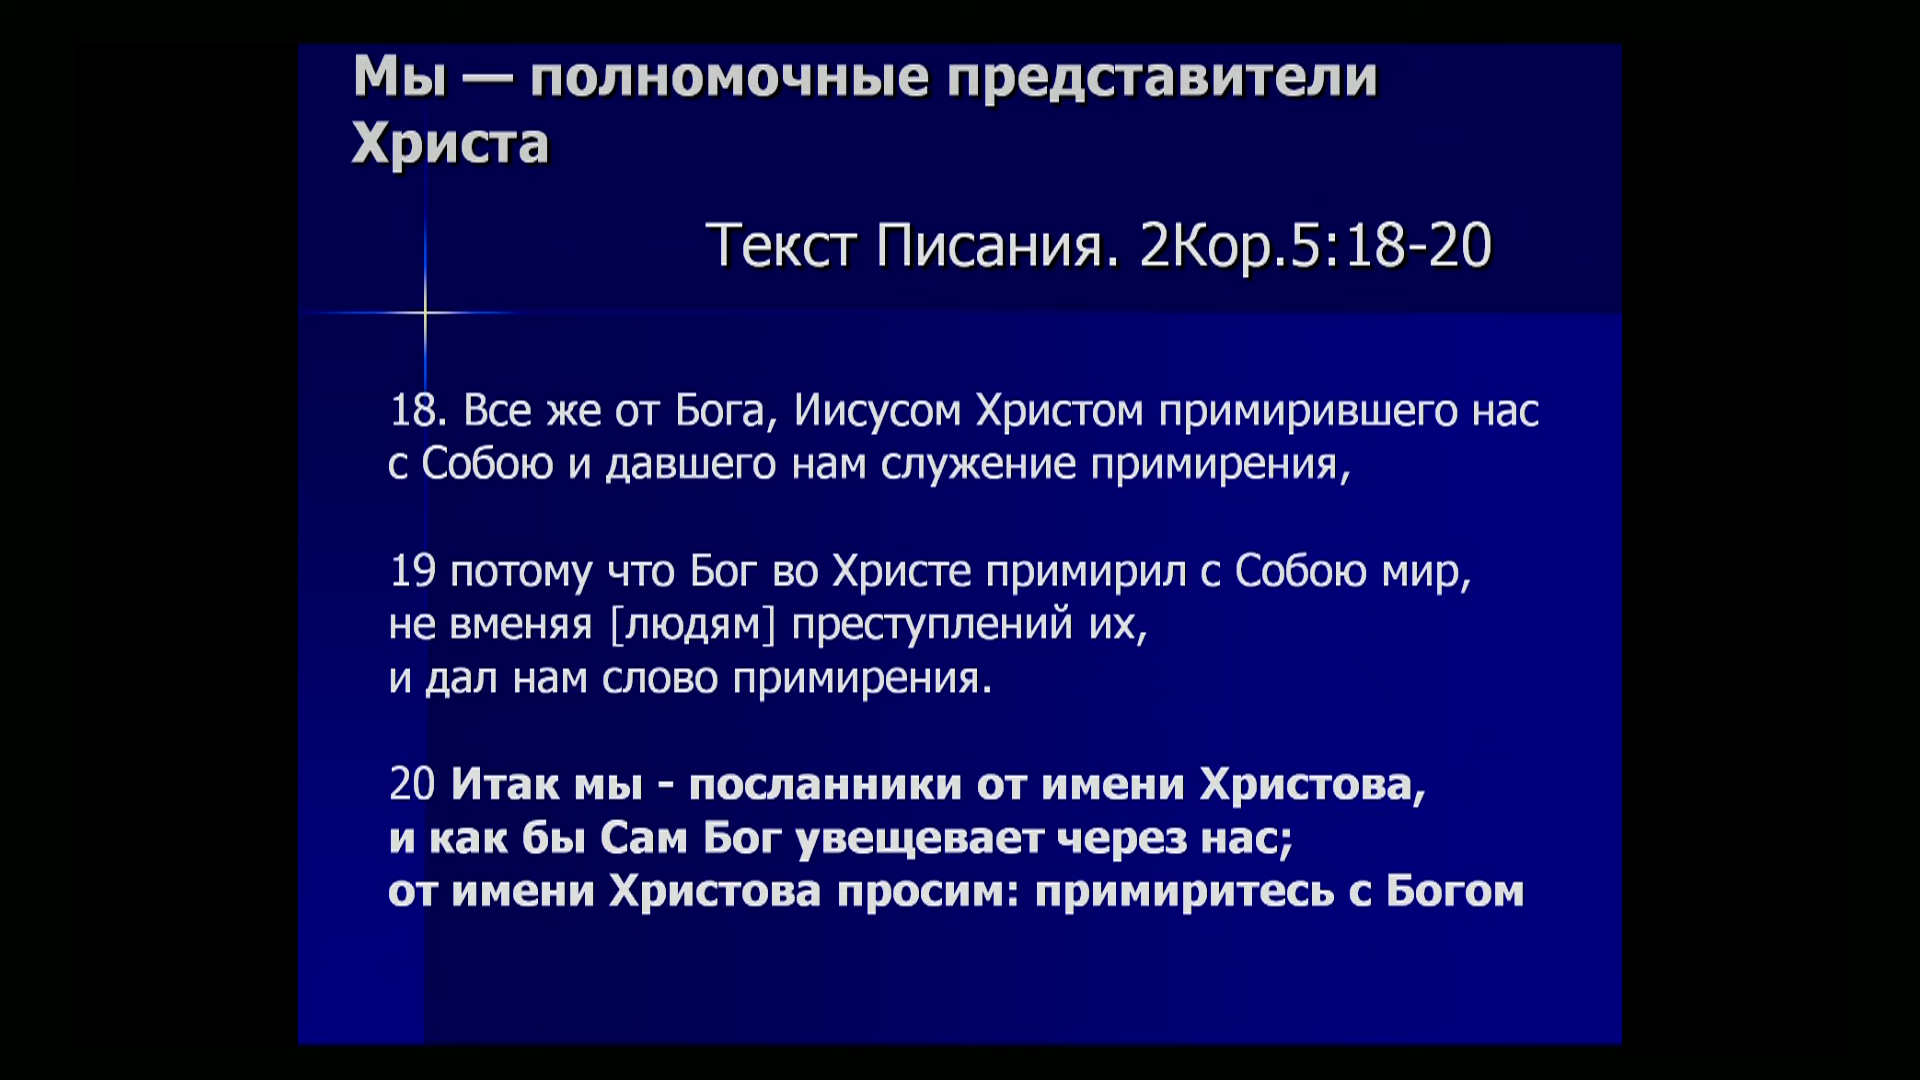 Мы — полномочные представители
Христа
Текст Писания. 2Кор.5:18-20
18. Все же от Бога, Иисусом Христом примирившего нас
с Собою и давшего нам служение примирения,
19 потому что Бог во Христе примирил с Собою мир,
не вменяя [людям] преступлений их,
и дал нам слово примирения.
20 Итак мы - посланники от имени Христова,
и как бы Сам Бог увещевает через нас;
от имени Христова просим: примиритесь с Богом